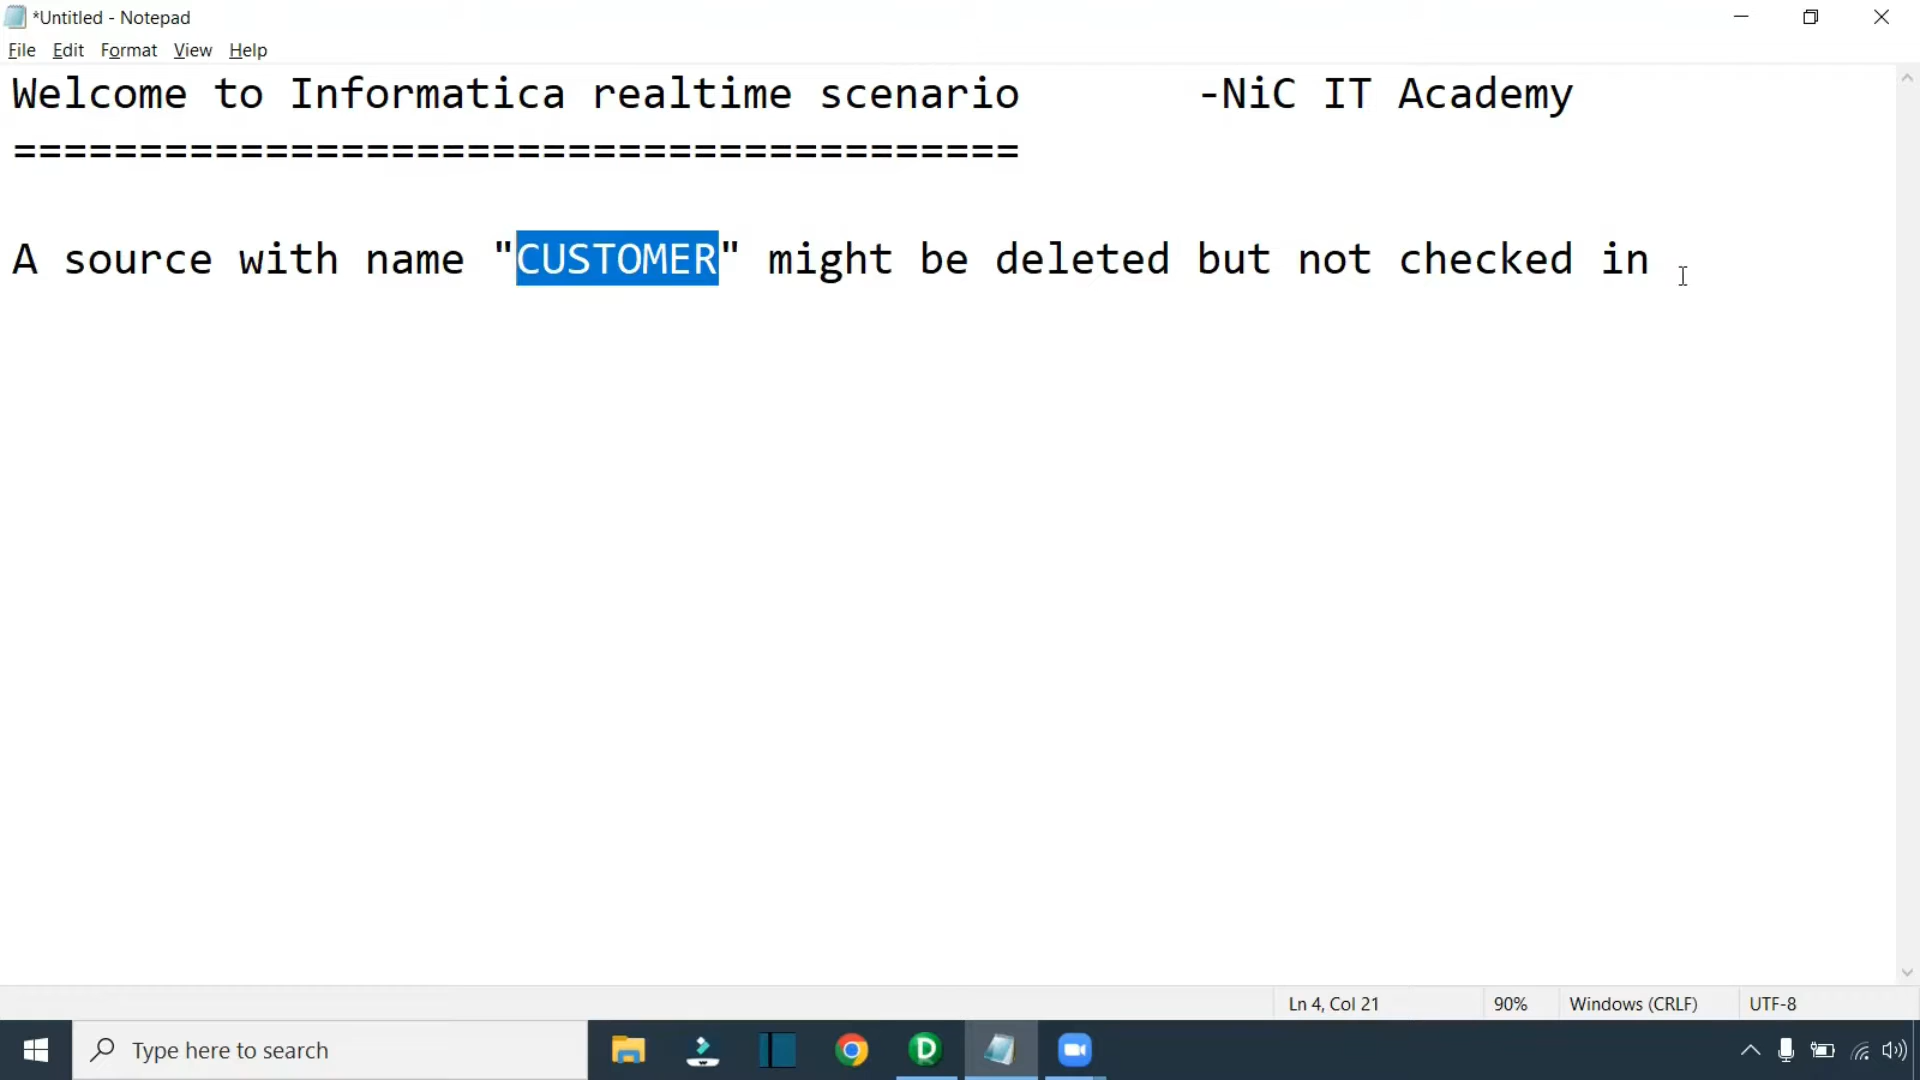 *Untitled - Notepad
File Edit Format View Help
Welcome to Informatica realtime scenario -NiC IT Academy
========================================
A source with name "CUSTOMER" might be deleted but not checked in
Ln 4, Col 21 90% Windows (CRLF) UTF-8
Type here to search